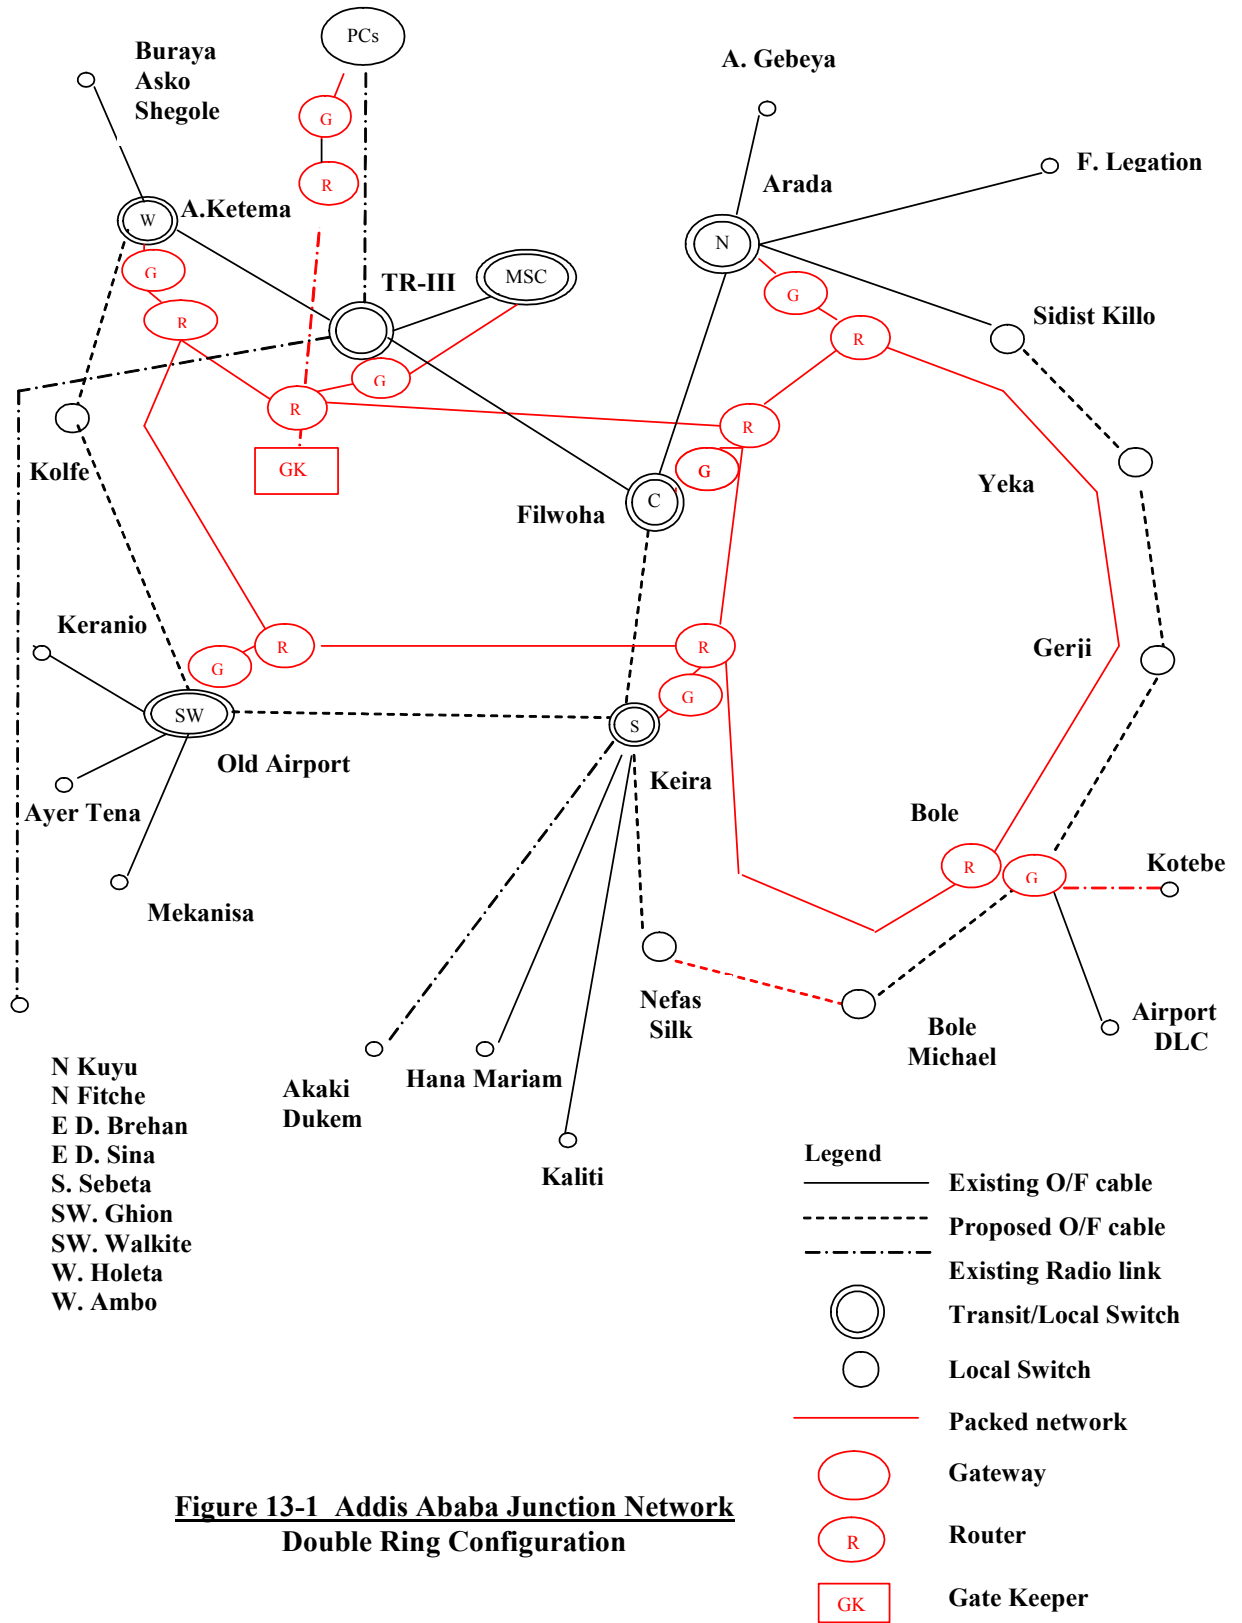 PCs
Buraya
Asko
Shegole
A. Gebeya
G
R
F. Legation
Arada
W
A.Ketema
N
G
TR-III
MSC
G
R
Sidist Killo
R
G
R
R
Kolfe
GK
G
C
Yeka
Filwoha
Keranio
R
G
R
Gerji
G
SW
S
Old Airport
Keira
Ayer Tena
Bole
R
G
Kotebe
Mekanisa
Nefas
Silk
Bole
Michael
Airport
DLC
N Kuyu
N Fitche
E D. Brehan
E D. Sina
S. Sebeta
SW. Ghion
SW. Walkite
W. Holeta
W. Ambo
Akaki
Dukem
Hana Mariam
Kaliti
Legend
Existing O/F cable
Proposed O/F cable
Existing Radio link
Transit/Local Switch
Local Switch
Packed network
Gateway
R
Router
GK
Gate Keeper
Figure 13-1 Addis Ababa Junction Network
Double Ring Configuration